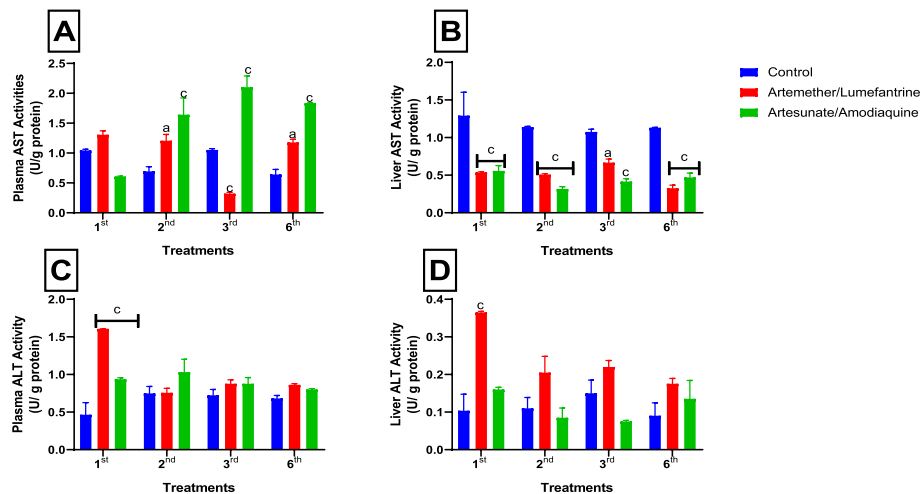 A
Plasma AST Activities
(U/g protein)
2.5
2.0
1.5
1.0
0.5
0.0
a
c
c
c
a
c
1st
2nd
3rd
6th
Treatments
B
Liver AST Activity
(U/g protein)
2.0
1.5
1.0
0.5
0.0
c
c
a
c
c
1st
2nd
3rd
6th
Treatments
Control
Artemether/Lumefantrine
Artesunate/Amodiaquine
C
Plasma ALT Activity
(U/ g protein)
2.0
1.5
1.0
0.5
0.0
c
1st
2nd
3rd
6th
Treatments
D
Liver ALT Activity
(U/ g protein)
0.4
0.3
0.2
0.1
0.0
c
1st
2nd
3rd
6th
Treatments